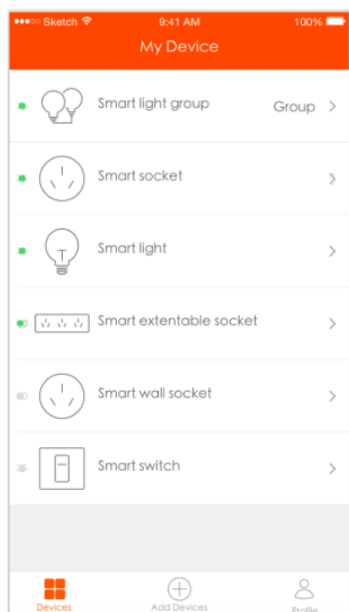 Sketch 9:41 AM 100%
My Device
Smart light group Group
Smart socket
Smart light
Smart extentable socket
Smart wall socket
Smart switch
Devices Add Devices Profile